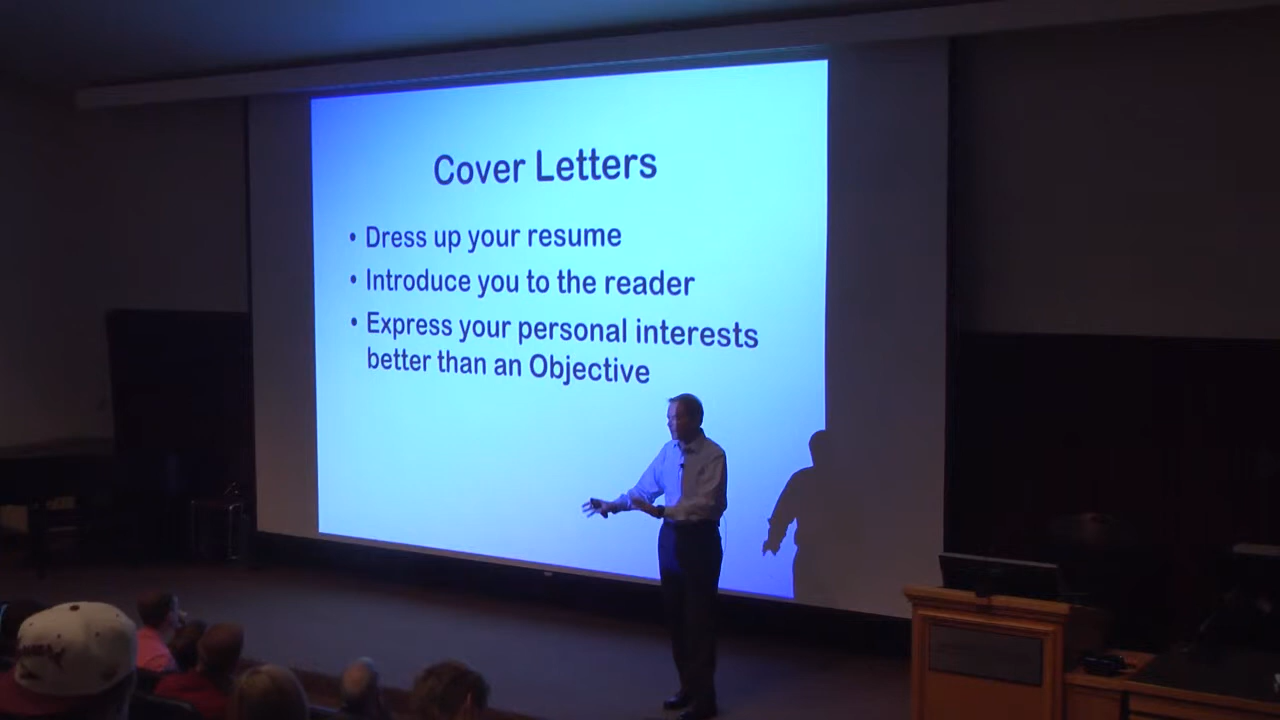 Cover Letters
• Dress up your resume
• Introduce you to the reader
• Express your personal interests
better than an Objective